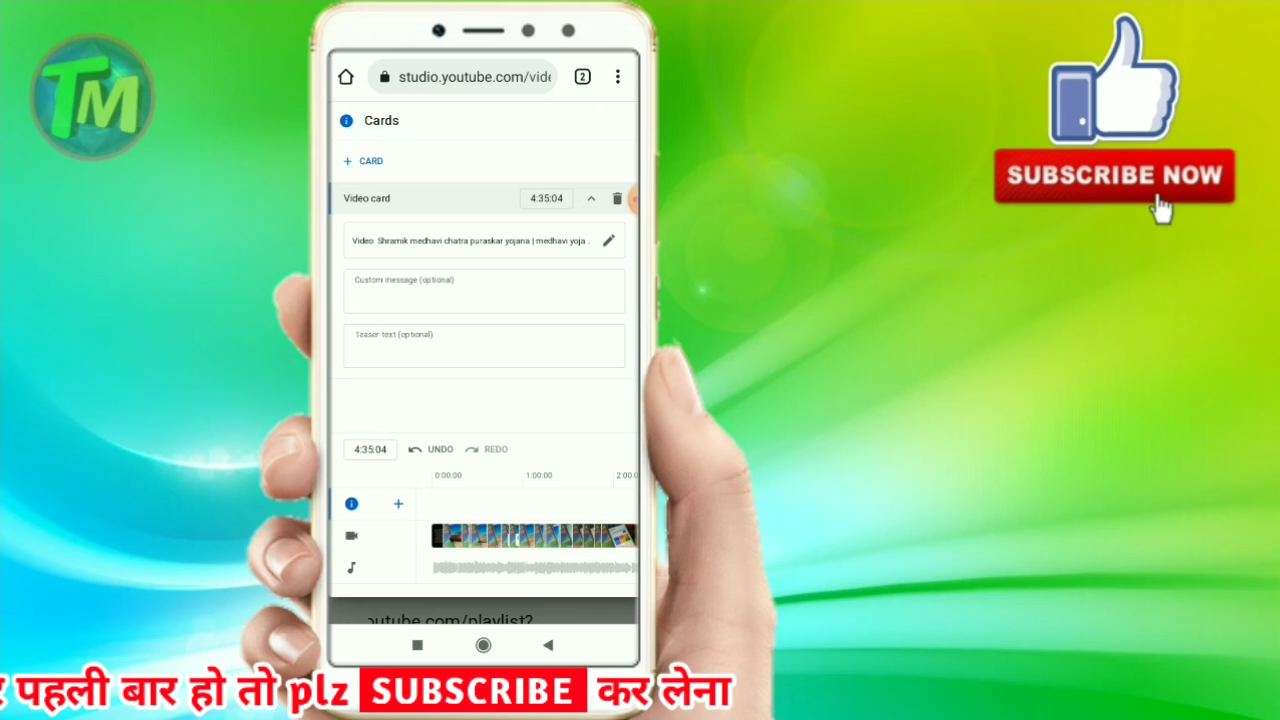 TM
studio.youtube.com/vide
2
SUBSCRIBE NOW
Cards
+ CARD
Video card 4:35:04
Video Shramik medhavi chatra puraskar yojana | medhavi yoja..
Custom message (optional)
Teaser text (optional)
4:35:04 UNDO REDO
0:00:00 1:00:00 2:00:0
outube.com/playlist?
पहली बार हो तो plz SUBSCRIBE कर लेना